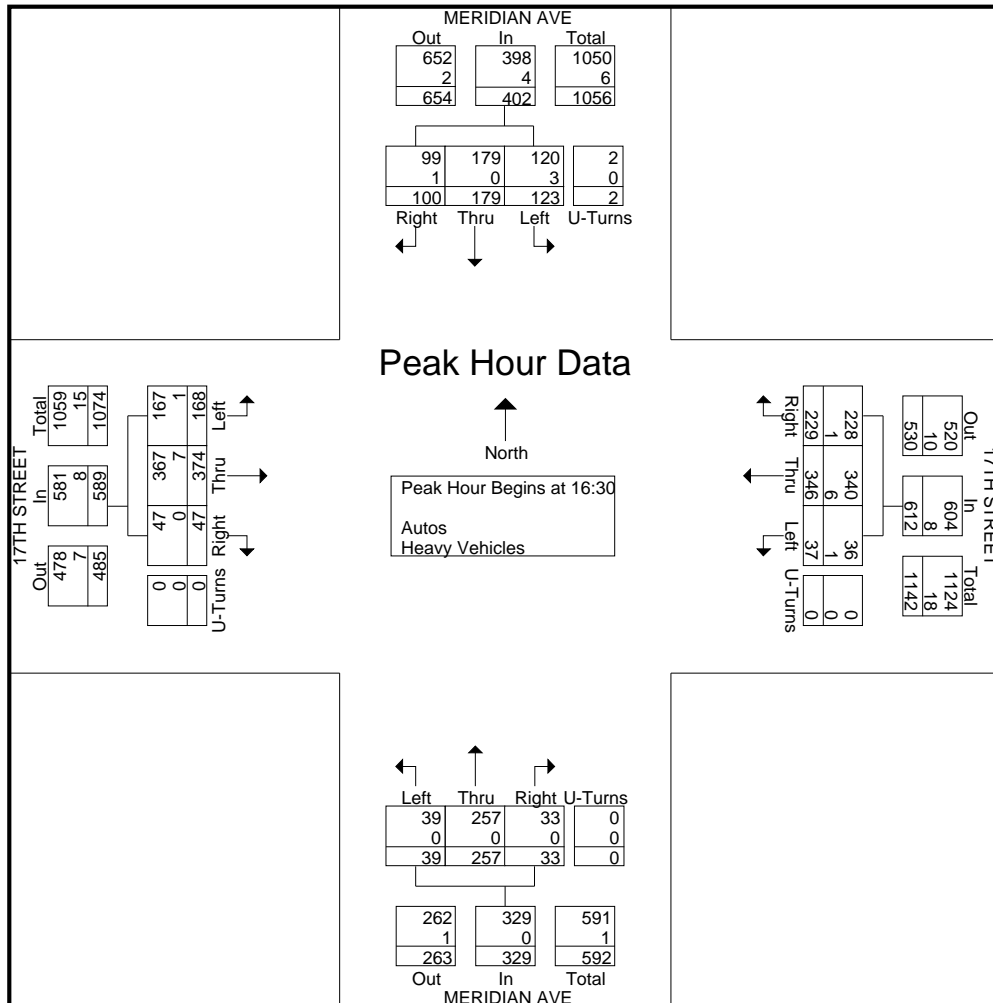 MERIDIAN AVE
Out In Total
652 398 1050
2 4 6
654 402 1056
99 179 120 2
1 0 3 0
100 179 123 2
Right Thru Left U-Turns
Peak Hour Data
North
Peak Hour Begins at 16:30
Autos
Heavy Vehicles
17TH STREET
Out In Total
478 581 1059
7 8 15
485 589 1074
U-Turns Right Thru Left
0 47 367 167
0 0 7 1
0 47 374 168
17TH STREET
Out In Total
520 604 1124
10 8 18
530 612 1142
228 340 36 0
1 6 1 0
229 346 37 0
Right Thru Left U-Turns
Left Thru Right U-Turns
39 257 33 0
0 0 0 0
39 257 33 0
262 329 591
1 0 1
263 329 592
Out In Total
MERIDIAN AVE